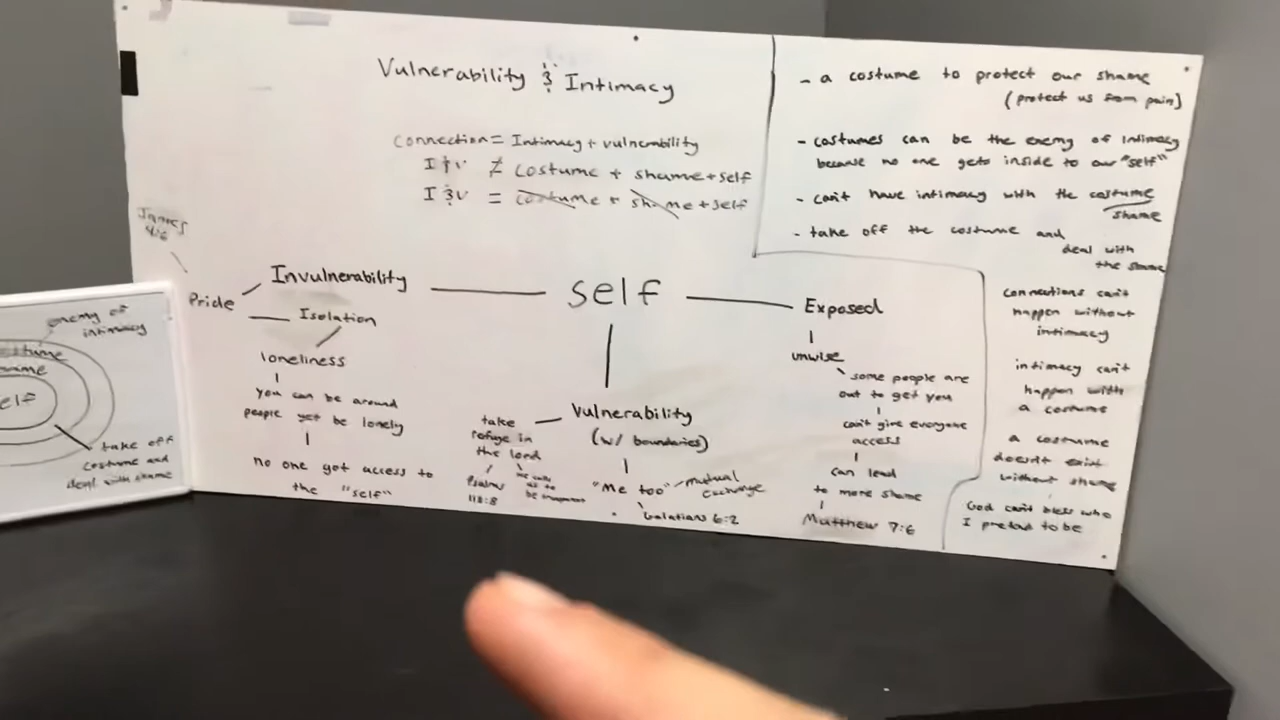 Vulnerability & Intimacy
connection = Intimacy + vulnerability
I + V ≠ costume + shame + self
I & V = costume + shame + self
- a costume to protect our shame
(protect us from pain)
- costumes can be the enemy of intimacy
because no one gets inside to our "self"
- can't have intimacy with the costume
shame
- take off the costume and
deal with
the shame
connections can't
happen without
intimacy
intimacy can't
happen with
a costume
a costume
doesn't exist
without shame
God can't bless who
I pretend to be
James
4:6
Pride
Invulnerability
Isolation
loneliness
you can be around
people yet be lonely
no one got access to
the "self"
self
Vulnerability
(w/ boundaries)
take
refuge in
the lord
Psalms
118:8
"Me too"
mutual
exchange
Galatians 6:2
Exposed
unwise
some people are
out to get you
can't give everyone
access
can lead
to more shame
Matthew 7:6
enemy of
intimacy
take off
costume and
deal with shame